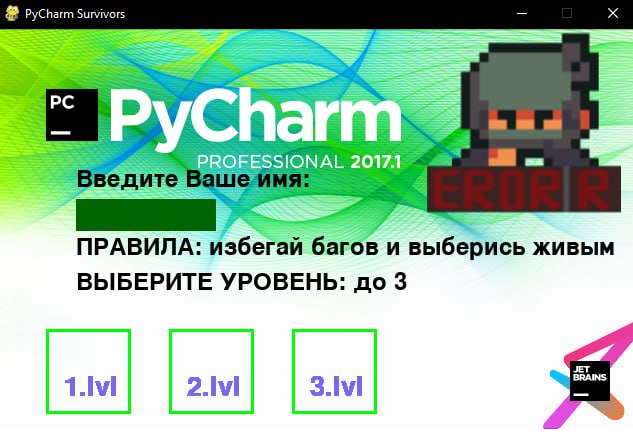 PyCharm Survivors
PC
PyCharm
PROFESSIONAL 2017.1
Введите Ваше имя:
ERROR
ПРАВИЛА: избегай багов и выберись живым
ВЫБЕРИТЕ УРОВЕНЬ: до 3
1.lvl
2.lvl
3.lvl
JET
BRAINS